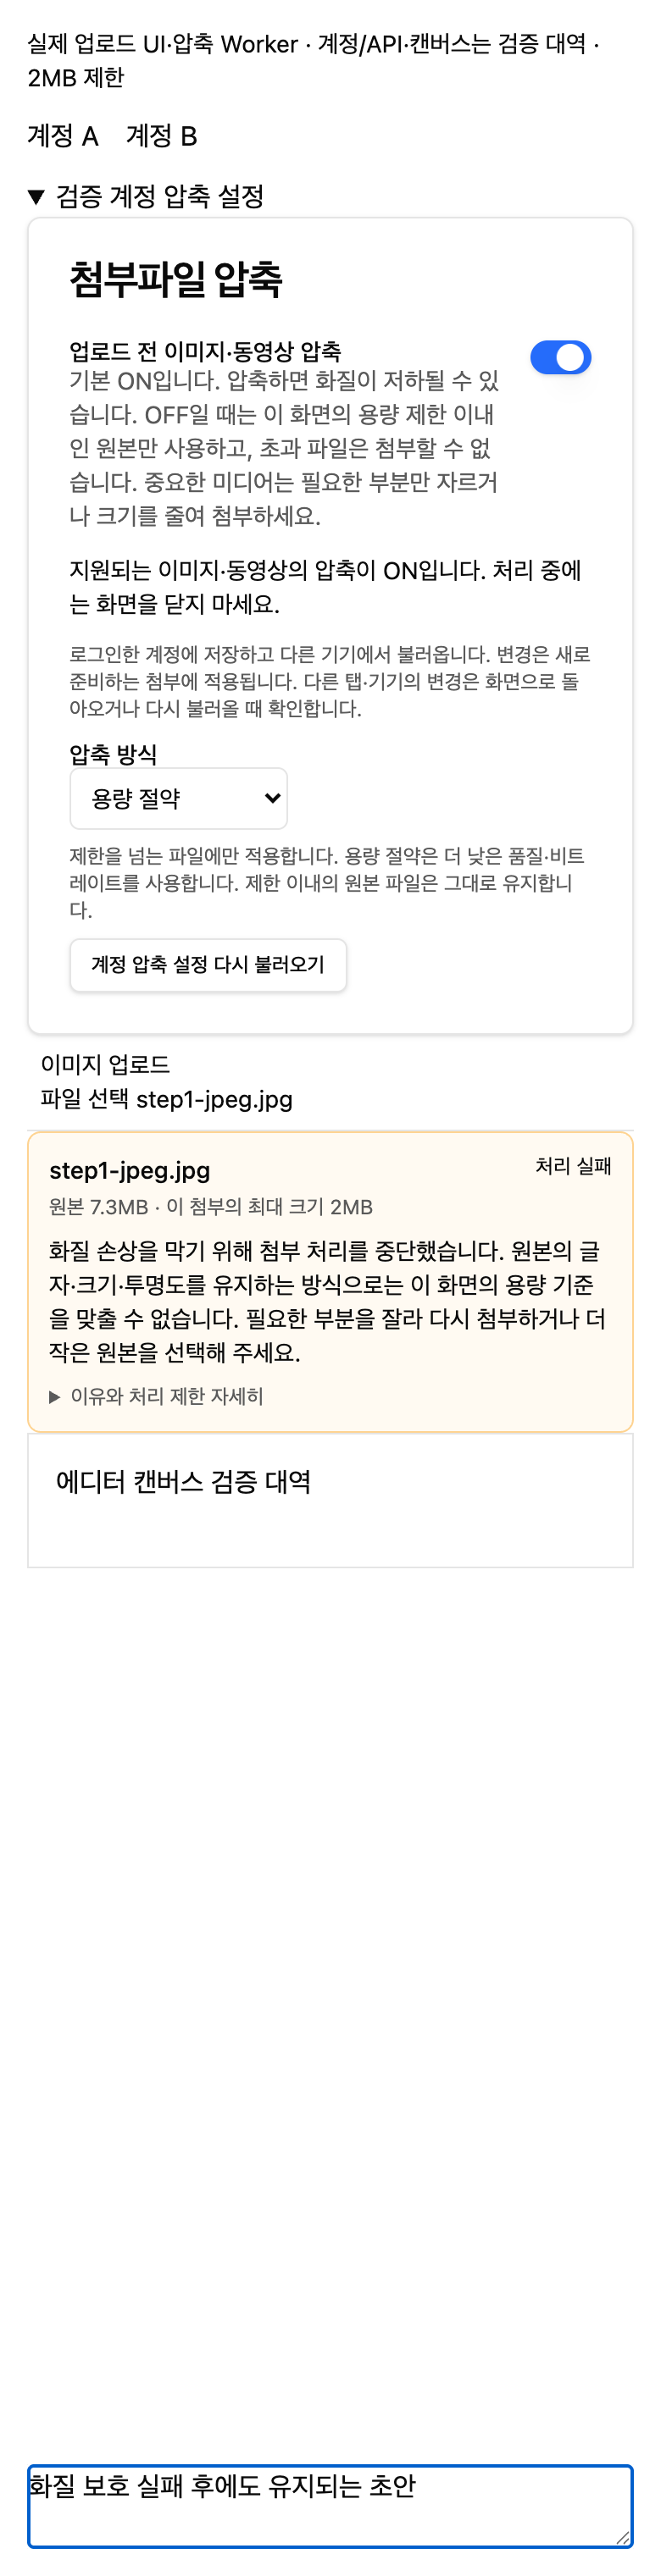 실제 업로드 UI·압축 Worker · 계정/API·캔버스는 검증 대역 ·
2MB 제한
계정 A 계정 B
▼ 검증 계정 압축 설정
첨부파일 압축
업로드 전 이미지·동영상 압축
기본 ON입니다. 압축하면 화질이 저하될 수 있
습니다. OFF일 때는 이 화면의 용량 제한 이내
인 원본만 사용하고, 초과 파일은 첨부할 수 없
습니다. 중요한 미디어는 필요한 부분만 자르거
나 크기를 줄여 첨부하세요.
지원되는 이미지·동영상의 압축이 ON입니다. 처리 중에
는 화면을 닫지 마세요.
로그인한 계정에 저장하고 다른 기기에서 불러옵니다. 변경은 새로
준비하는 첨부에 적용됩니다. 다른 탭·기기의 변경은 화면으로 돌
아오거나 다시 불러올 때 확인합니다.
압축 방식
용량 절약
제한을 넘는 파일에만 적용합니다. 용량 절약은 더 낮은 품질·비트
레이트를 사용합니다. 제한 이내의 원본 파일은 그대로 유지합니
다.
계정 압축 설정 다시 불러오기
이미지 업로드
파일 선택 step1-jpeg.jpg
step1-jpeg.jpg 처리 실패
원본 7.3MB · 이 첨부의 최대 크기 2MB
화질 손상을 막기 위해 첨부 처리를 중단했습니다. 원본의 글
자·크기·투명도를 유지하는 방식으로는 이 화면의 용량 기준
을 맞출 수 없습니다. 필요한 부분을 잘라 다시 첨부하거나 더
작은 원본을 선택해 주세요.
▶ 이유와 처리 제한 자세히
에디터 캔버스 검증 대역
화질 보호 실패 후에도 유지되는 초안